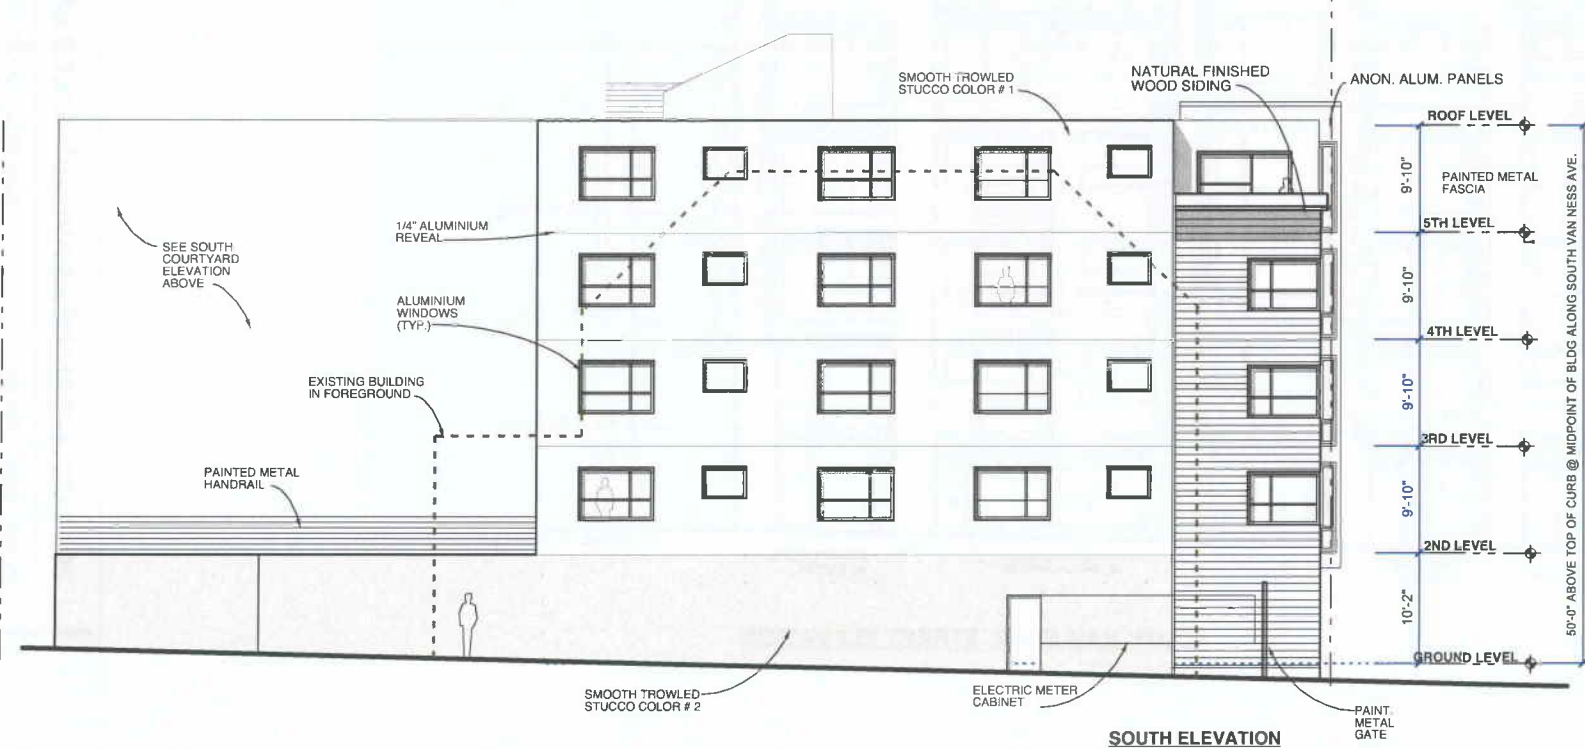 SMOOTH TROWLED
STUCCO COLOR # 1
NATURAL FINISHED
WOOD SIDING
ANON. ALUM. PANELS
ROOF LEVEL
9'-10"
PAINTED METAL
FASCIA
5TH LEVEL
1/4" ALUMINIUM
REVEAL
SEE SOUTH
COURTYARD
ELEVATION
ABOVE
9'-10"
ALUMINIUM
WINDOWS
(TYP.)
4TH LEVEL
EXISTING BUILDING
IN FOREGROUND
9'-10"
3RD LEVEL
PAINTED METAL
HANDRAIL
9'-10"
2ND LEVEL
10'-2"
GROUND LEVEL
50'-0" ABOVE TOP OF CURB @ MIDPOINT OF BLDG ALONG SOUTH VAN NESS AVE.
SMOOTH TROWLED
STUCCO COLOR # 2
ELECTRIC METER
CABINET
PAINT.
METAL
GATE
SOUTH ELEVATION